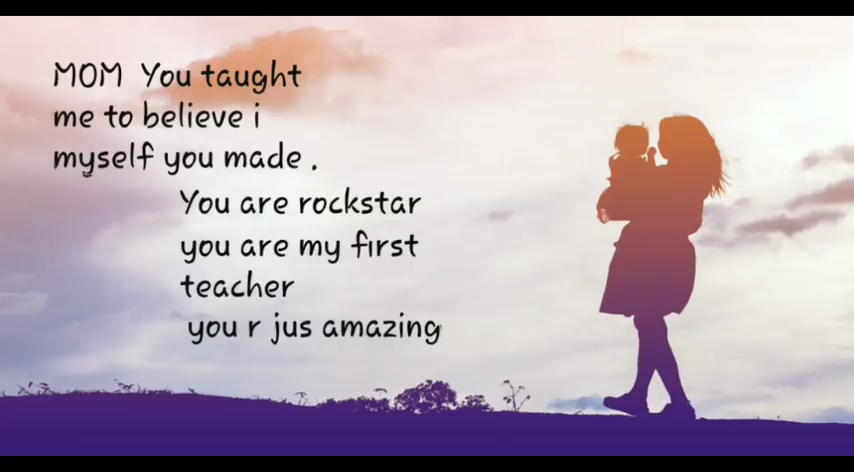 MOM You taught
me to believe i
myself you made .
You are rockstar
you are my first
teacher
you r jus amazing